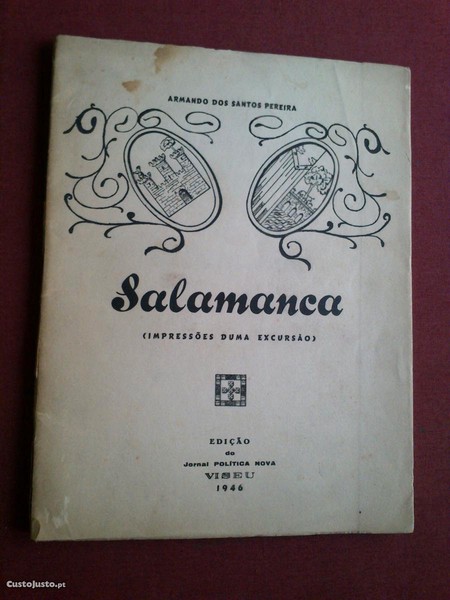 ARMANDO DOS SANTOS PEREIRA
Salamanca
(IMPRESSÕES DUMA EXCURSÃO)
EDIÇÃO
do
Jornal POLÍTICA NOVA
VISEU
1946
CustoJusto.pt